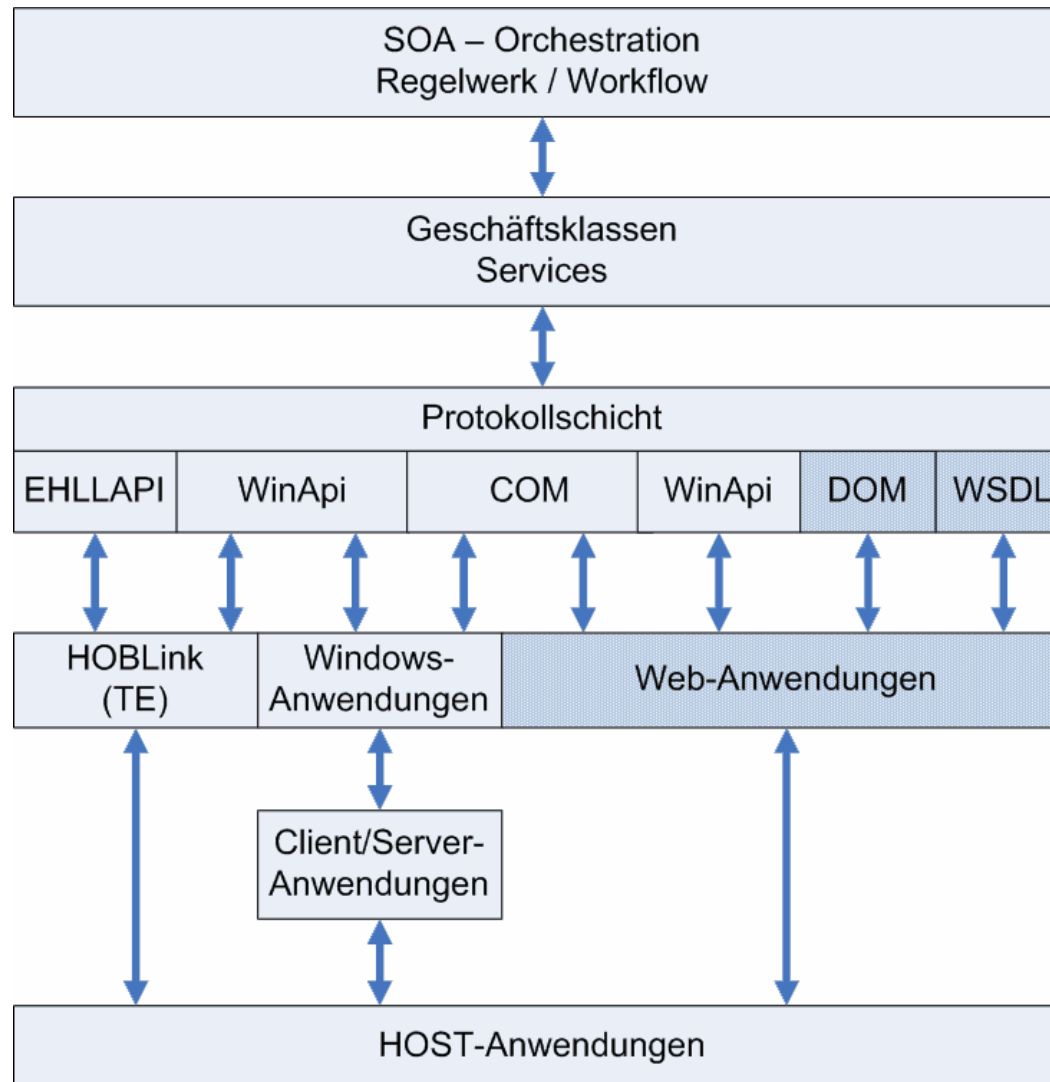 SOA – Orchestration
Regelwerk / Workflow
Geschäftsklassen
Services
Protokollschicht
EHLLAPI
WinApi
COM
WinApi
DOM
WSDL
HOBLink
(TE)
Windows-
Anwendungen
Web-Anwendungen
Client/Server-
Anwendungen
HOST-Anwendungen